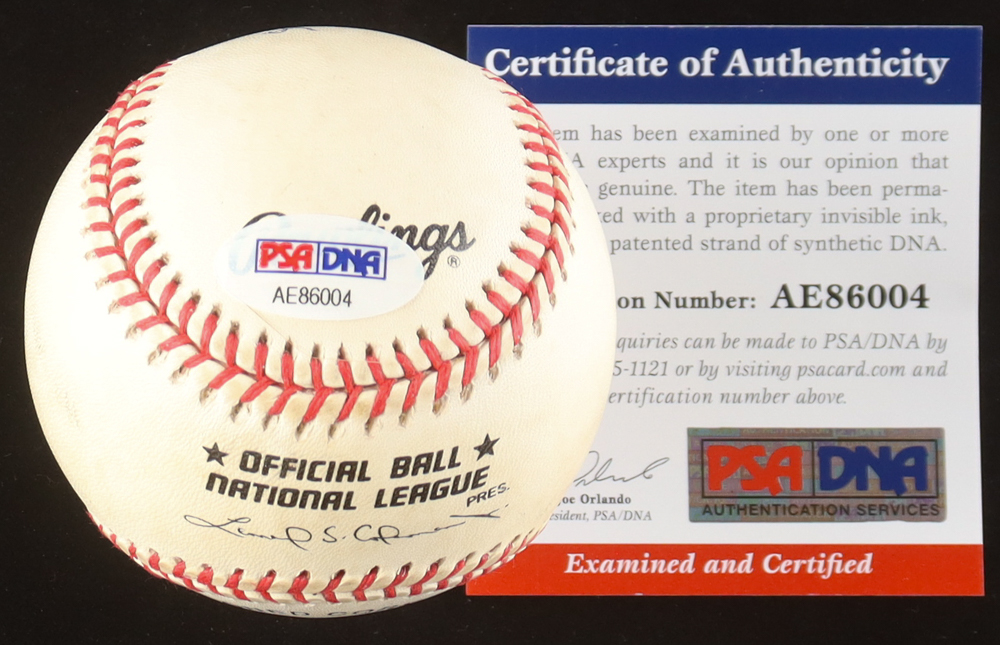 Rawlings ®
PSA DNA
AE86004
★ OFFICIAL BALL ★
NATIONAL LEAGUE
PRES.
Certificate of Authenticity
em has been examined by one or more
A experts and it is our opinion that
genuine. The item has been perma-
ed with a proprietary invisible ink,
patented strand of synthetic DNA.
on Number: AE86004
quiries can be made to PSA/DNA by
5-1121 or by visiting psacard.com and
ertification number above.
oe Orlando
esident, PSA/DNA
PSA DNA
AUTHENTICATION SERVICES
Examined and Certified